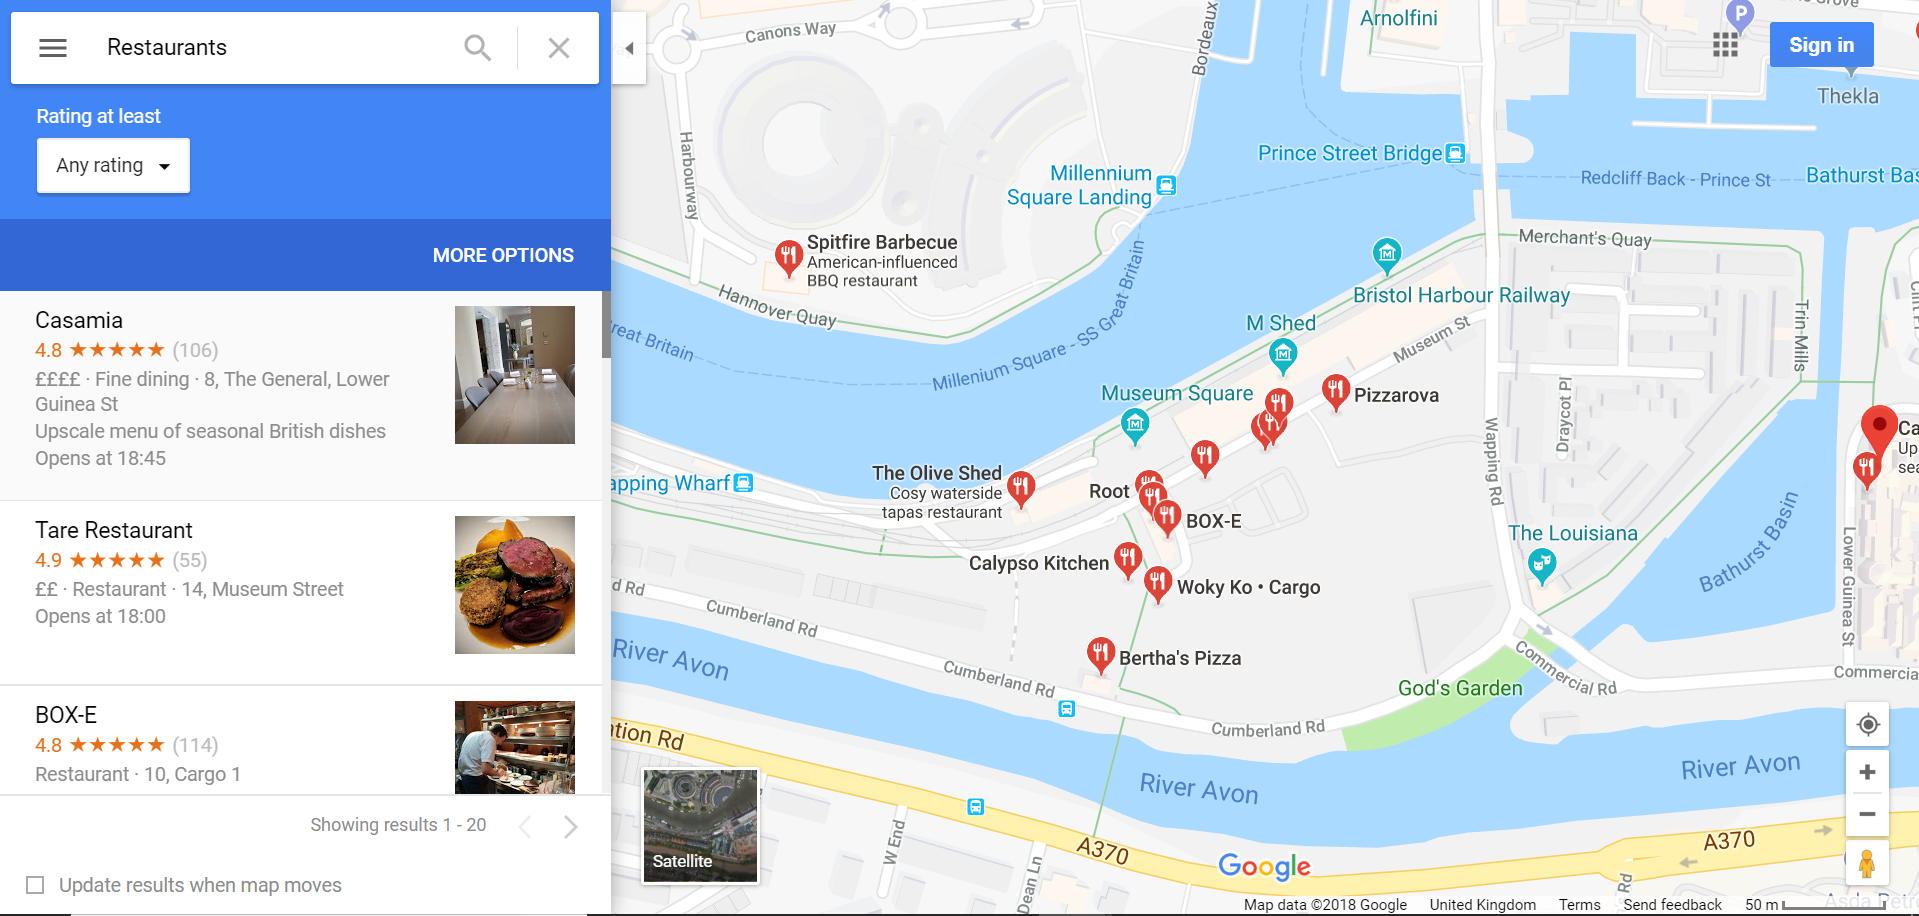 Restaurants
Rating at least
Any rating
MORE OPTIONS
Casamia
4.8 ★★★★★ (106)
££££ · Fine dining · 8, The General, Lower
Guinea St
Upscale menu of seasonal British dishes
Opens at 18:45
Tare Restaurant
4.9 ★★★★★ (55)
££ · Restaurant · 14, Museum Street
Opens at 18:00
BOX-E
4.8 ★★★★★ (114)
Restaurant · 10, Cargo 1
Showing results 1 - 20
Update results when map moves
Canons Way
Bordeaux
Arnolfini
P
Sign in
Thekla
Harbourway
Prince Street Bridge
Millennium
Square Landing
Redcliff Back - Prince St
Bathurst Bas
Spitfire Barbecue
American-influenced
BBQ restaurant
Hannover Quay
Merchant's Quay
Bristol Harbour Railway
reat Britain
Millenium Square - SS Great Britain
M Shed
Museum St
Trin Mills
Museum Square
Pizzarova
Draycot Pl
Wapping Rd
Ca
Up
sea
The Olive Shed
Cosy waterside
tapas restaurant
apping Wharf
Root
BOX-E
Calypso Kitchen
Woky Ko • Cargo
The Louisiana
Bathurst Basin
Lower Guinea St
d Rd
Cumberland Rd
River Avon
Bertha's Pizza
Cumberland Rd
God's Garden
Commercial Rd
Commercia
Cumberland Rd
tion Rd
River Avon
River Avon
Satellite
W End
Dean Ln
A370
A370
Google
Rd
Asda Petro
Map data ©2018 Google
United Kingdom
Terms
Send feedback
50 m